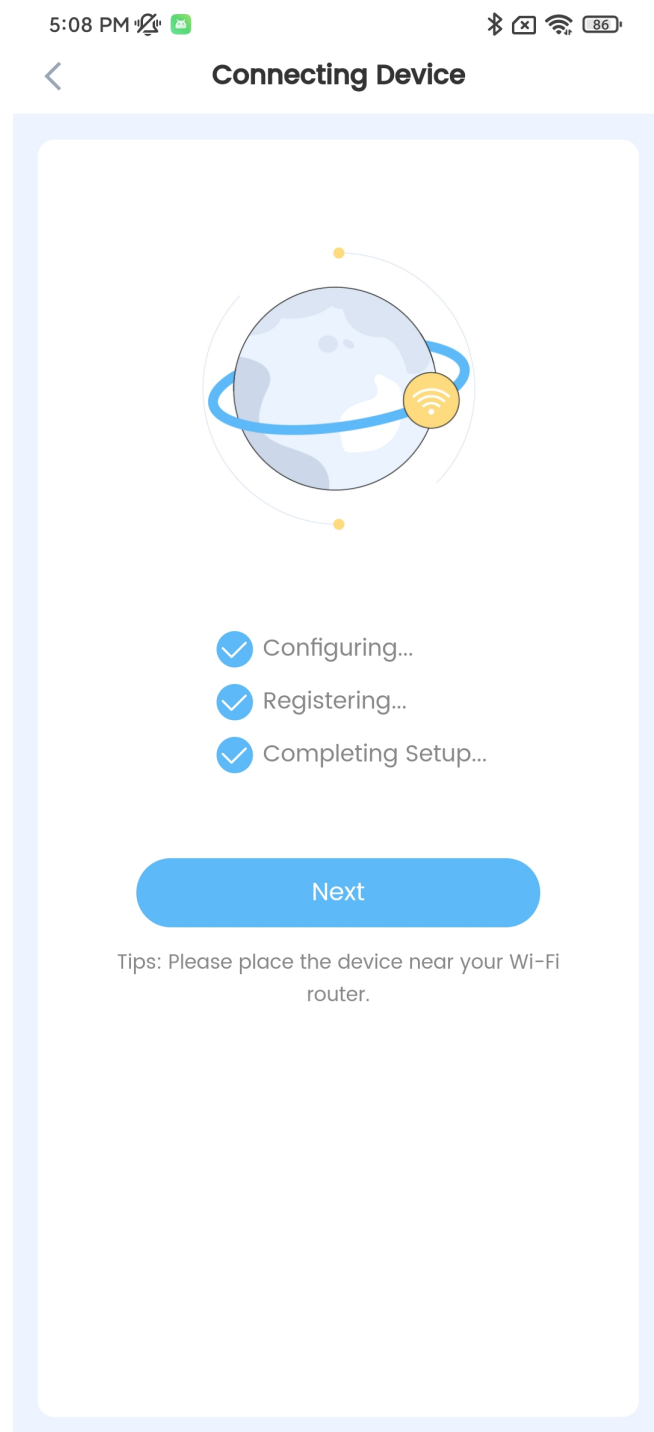 5:08 PM
86
Connecting Device
Configuring...
Registering...
Completing Setup...
Next
Tips: Please place the device near your Wi-Fi
router.